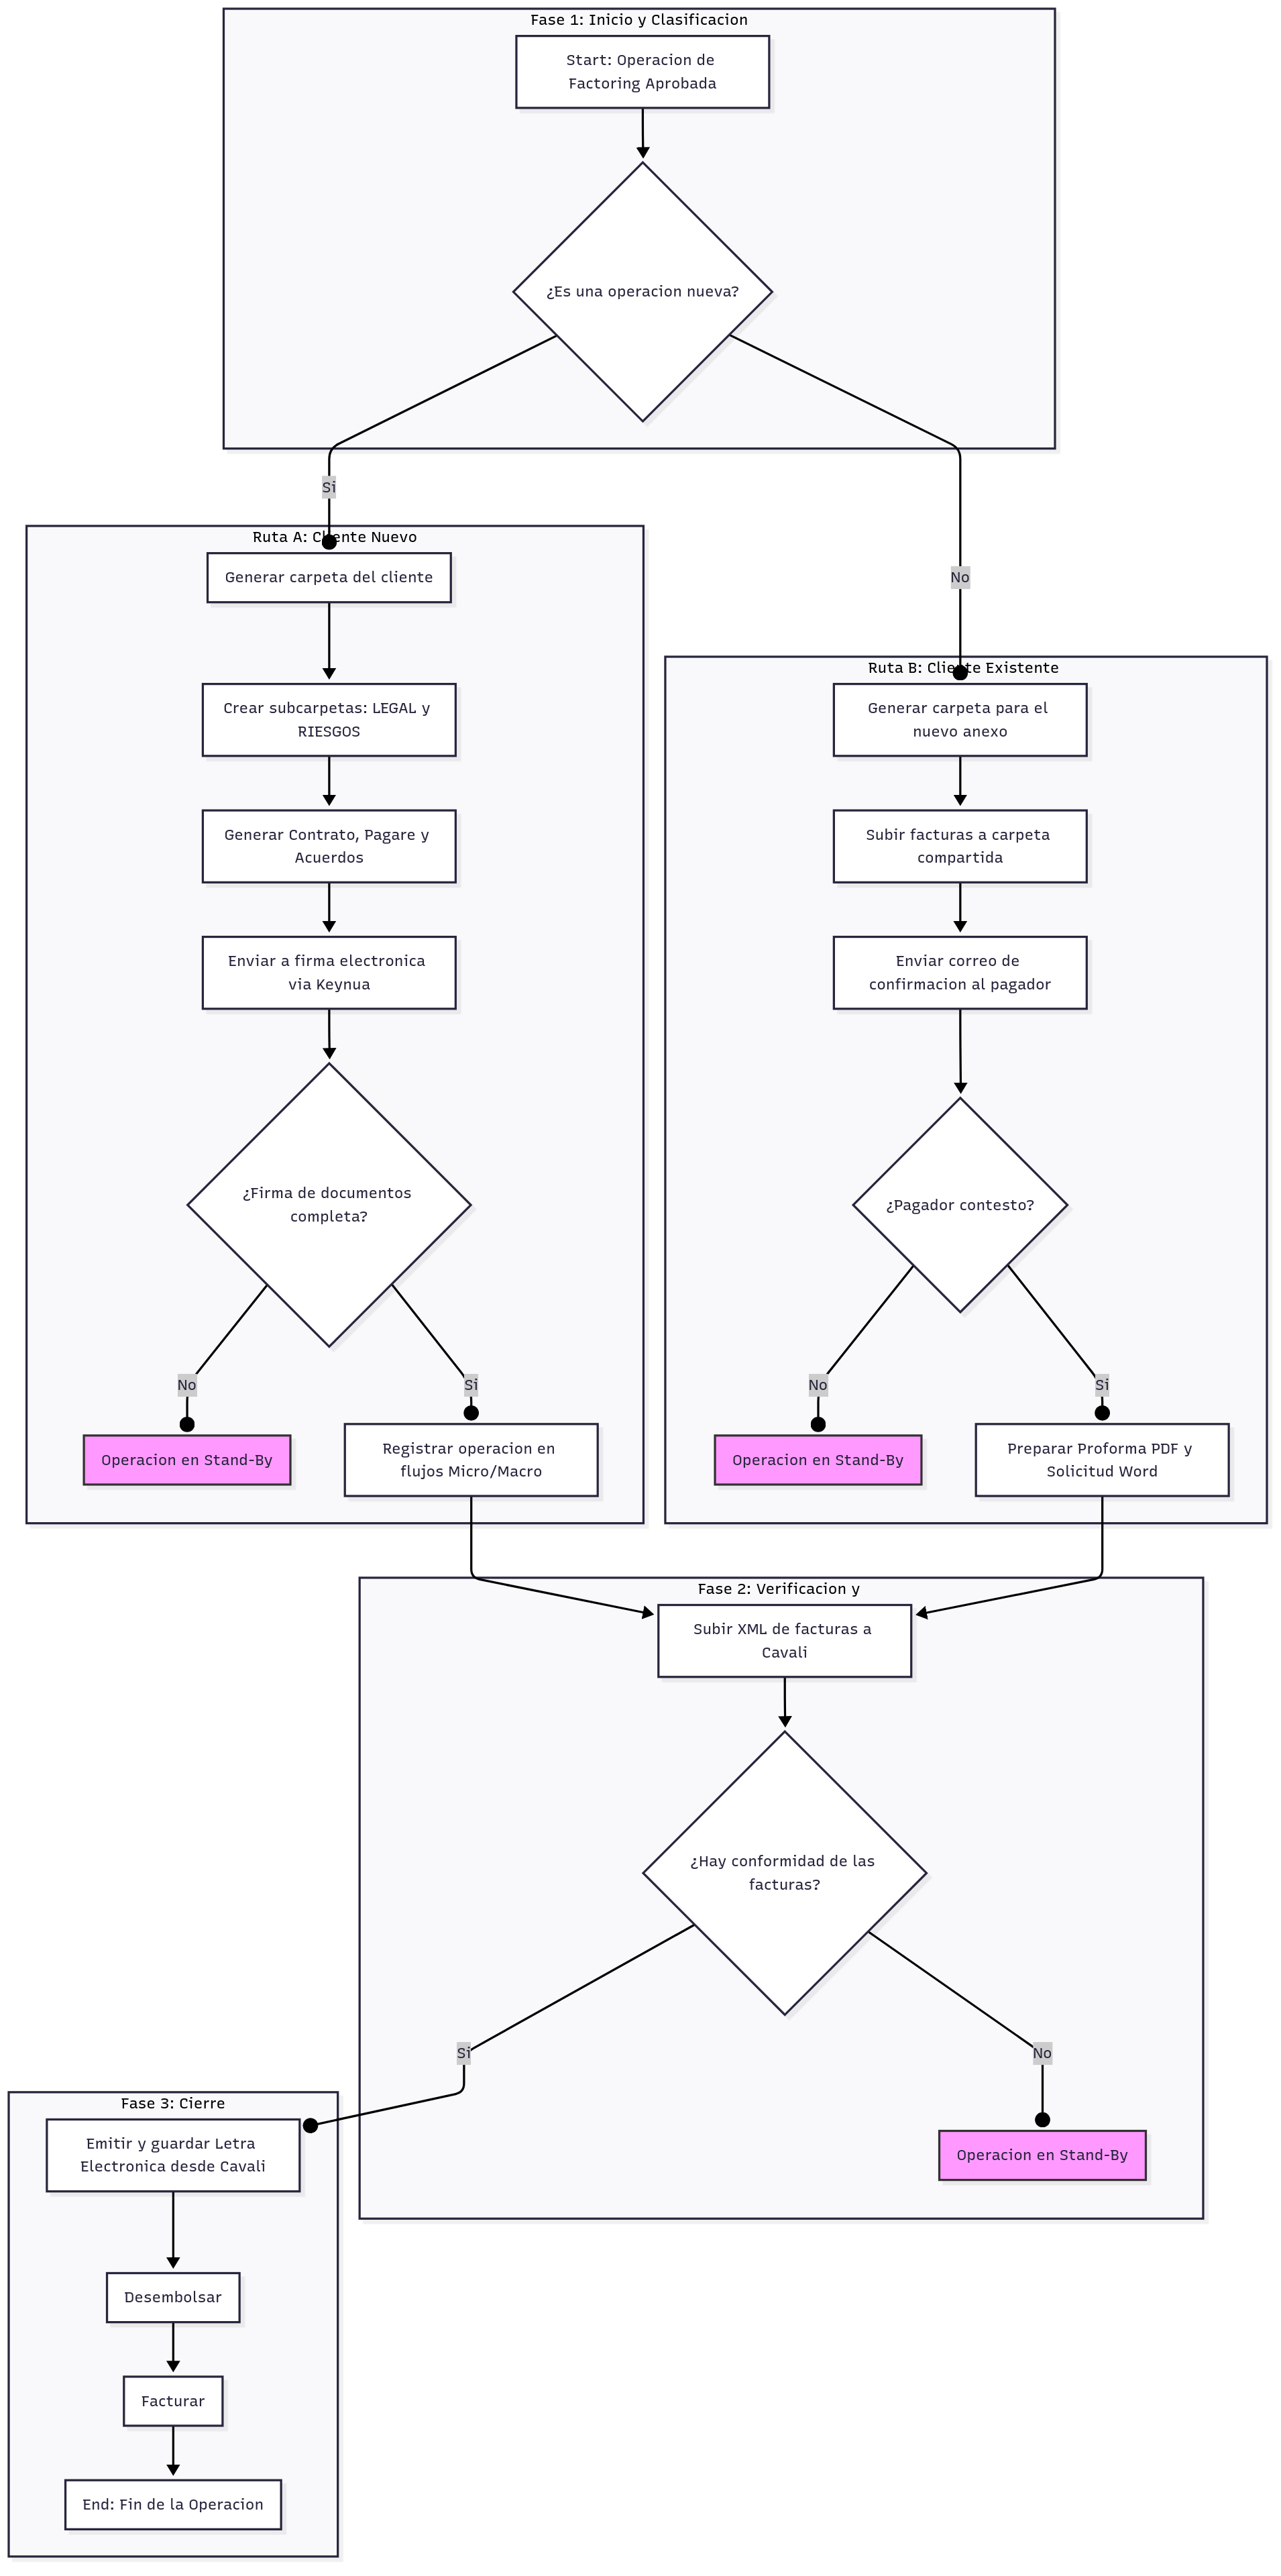 Fase 1: Inicio y Clasificacion
Start: Operacion de
Factoring Aprobada
¿Es una operacion nueva?
Si
No
Ruta A: Cliente Nuevo
Generar carpeta del cliente
Crear subcarpetas: LEGAL y
RIESGOS
Generar Contrato, Pagare y
Acuerdos
Enviar a firma electronica
via Keynua
¿Firma de documentos
completa?
No
Si
Operacion en Stand-By
Registrar operacion en
flujos Micro/Macro
Ruta B: Cliente Existente
Generar carpeta para el
nuevo anexo
Subir facturas a carpeta
compartida
Enviar correo de
confirmacion al pagador
¿Pagador contesto?
No
Si
Operacion en Stand-By
Preparar Proforma PDF y
Solicitud Word
Fase 2: Verificacion y
Subir XML de facturas a
Cavali
¿Hay conformidad de las
facturas?
Si
No
Operacion en Stand-By
Fase 3: Cierre
Emitir y guardar Letra
Electronica desde Cavali
Desembolsar
Facturar
End: Fin de la Operacion